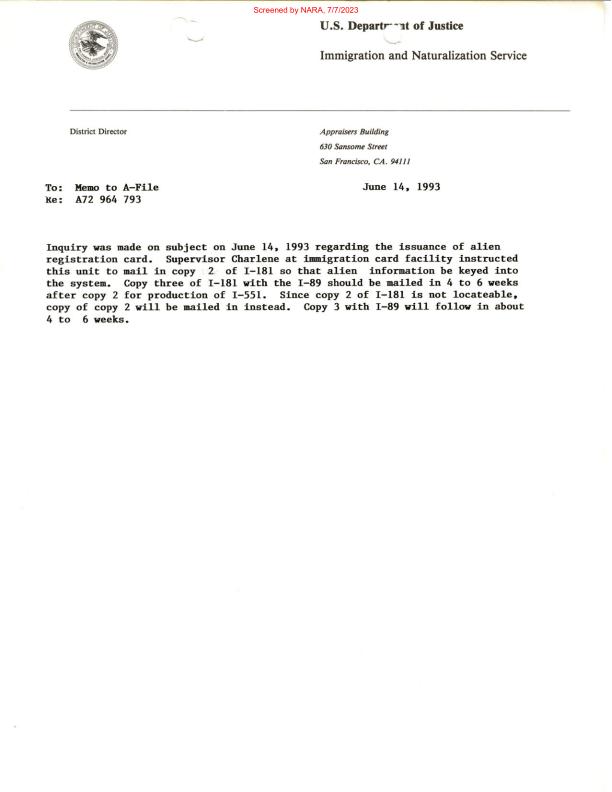 Screened by NARA, 7/7/2023
U.S. Department of Justice
Immigration and Naturalization Service
District Director
Appraisers Building
630 Sansome Street
San Francisco, CA. 94111
To: Memo to A-File
June 14, 1993
Re: A72 964 793
Inquiry was made on subject on June 14, 1993 regarding the issuance of alien
registration card. Supervisor Charlene at immigration card facility instructed
this unit to mail in copy 2 of I-181 so that alien information be keyed into
the system. Copy three of I-181 with the I-89 should be mailed in 4 to 6 weeks
after copy 2 for production of I-551. Since copy 2 of I-181 is not locateable,
copy of copy 2 will be mailed in instead. Copy 3 with I-89 will follow in about
4 to 6 weeks.